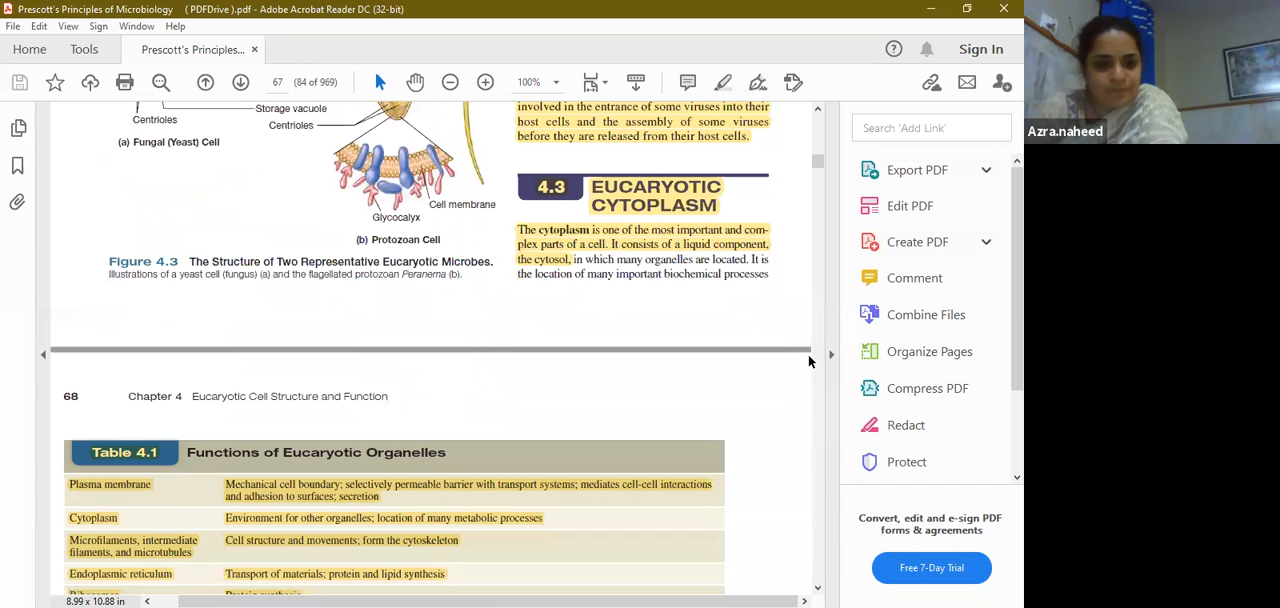 Prescott's Principles of Microbiology ( PDFDrive ).pdf - Adobe Acrobat Reader DC (32-bit)
File Edit View Sign Window Help
Home Tools Prescott's Principles... × Sign In
67 (84 of 969) 100%
Storage vacuole
Centrioles
Centrioles
(a) Fungal (Yeast) Cell
Cell membrane
Glycocalyx
(b) Protozoan Cell
Figure 4.3 The Structure of Two Representative Eucaryotic Microbes.
Illustrations of a yeast cell (fungus) (a) and the flagellated protozoan Peranema (b).
involved in the entrance of some viruses into their
host cells and the assembly of some viruses
before they are released from their host cells.
4.3 EUCARYOTIC
CYTOPLASM
The cytoplasm is one of the most important and com-
plex parts of a cell. It consists of a liquid component,
the cytosol, in which many organelles are located. It is
the location of many important biochemical processes
68 Chapter 4 Eucaryotic Cell Structure and Function
Table 4.1 Functions of Eucaryotic Organelles
Plasma membrane Mechanical cell boundary; selectively permeable barrier with transport systems; mediates cell-cell interactions
and adhesion to surfaces; secretion
Cytoplasm Environment for other organelles; location of many metabolic processes
Microfilaments, intermediate Cell structure and movements; form the cytoskeleton
filaments, and microtubules
Endoplasmic reticulum Transport of materials; protein and lipid synthesis
Ribosomes Protein synthesis
8.99 x 10.88 in
Search 'Add Link'
Export PDF
Edit PDF
Create PDF
Comment
Combine Files
Organize Pages
Compress PDF
Redact
Protect
Convert, edit and e-sign PDF
forms & agreements
Free 7-Day Trial
Azra.naheed